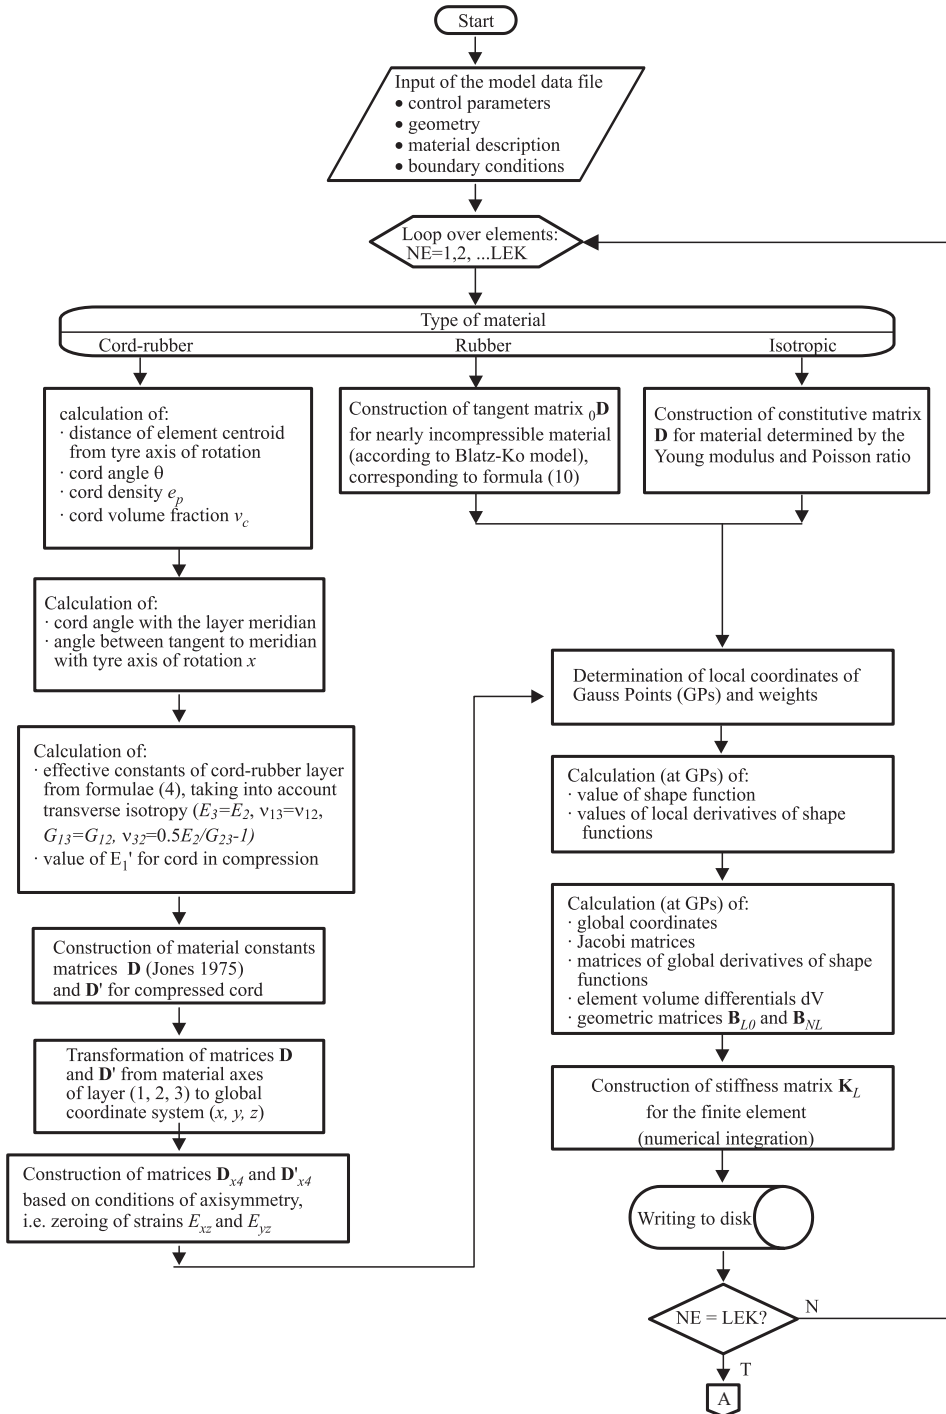 Start
Input of the model data file
• control parameters
• geometry
• material description
• boundary conditions
Loop over elements:
NE=1,2, ...LEK
Type of material
Cord-rubber
Rubber
Isotropic
calculation of:
· distance of element centroid
from tyre axis of rotation
· cord angle θ
· cord density e_p
· cord volume fraction v_c
Calculation of:
· cord angle with the layer meridian
· angle between tangent to meridian
with tyre axis of rotation x
Calculation of:
· effective constants of cord-rubber layer
from formulae (4), taking into account
transverse isotropy (E3=E2, ν13=ν12,
G13=G12, ν32=0.5E2/G23-1)
· value of E1' for cord in compression
Construction of material constants
matrices D (Jones 1975)
and D' for compressed cord
Transformation of matrices D
and D' from material axes
of layer (1, 2, 3) to global
coordinate system (x, y, z)
Construction of matrices D_x4 and D'_x4
based on conditions of axisymmetry,
i.e. zeroing of strains E_xz and E_yz
Construction of tangent matrix ₀D
for nearly incompressible material
(according to Blatz-Ko model),
corresponding to formula (10)
Construction of constitutive matrix
D for material determined by the
Young modulus and Poisson ratio
Determination of local coordinates of
Gauss Points (GPs) and weights
Calculation (at GPs) of:
· value of shape function
· values of local derivatives of shape
functions
Calculation (at GPs) of:
· global coordinates
· Jacobi matrices
· matrices of global derivatives of shape
functions
· element volume differentials dV
· geometric matrices B_L0 and B_NL
Construction of stiffness matrix K_L
for the finite element
(numerical integration)
Writing to disk
NE = LEK?
N
T
A